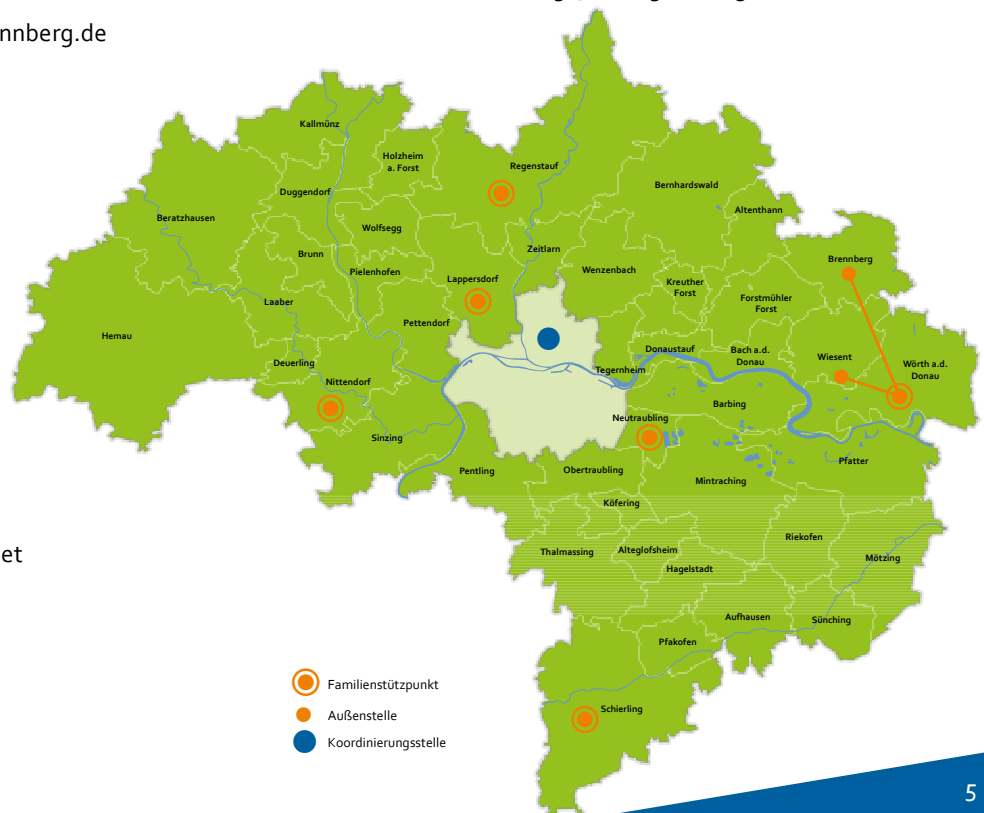 nnberg.de
Kallmünz
Holzheim
a. Forst
Regenstauf
Bernhardswald
Duggendorf
Altenthann
Beratzhausen
Wolfsegg
Zeitlarn
Brunn
Brennberg
Pielenhofen
Wenzenbach
Lappersdorf
Kreuther
Forst
Forstmühler
Forst
Laaber
Pettendorf
Hemau
Donaustauf
Bach a.d.
Donau
Wiesent
Wörth a.d.
Donau
Deuerling
Tegernheim
Nittendorf
Barbing
Neutraubling
Sinzing
Pfatter
Pentling
Obertraubling
Mintraching
Köfering
Riekofen
et
Thalmassing
Alteglofsheim
Mötzing
Hagelstadt
Aufhausen
Sünching
Pfakofen
Familienstützpunkt
Schierling
Außenstelle
Koordinierungsstelle
5